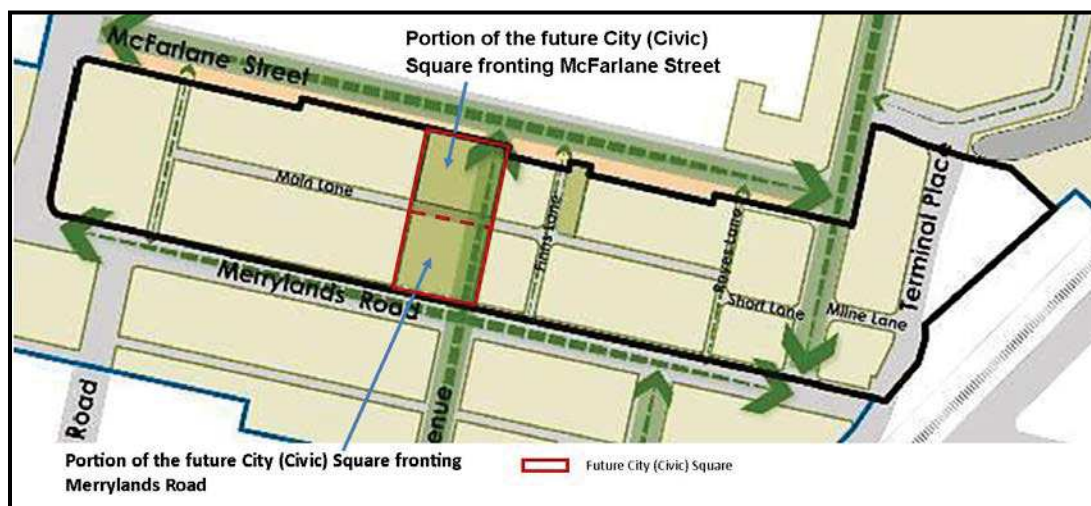 Portion of the future City (Civic)
Square fronting McFarlane Street
McFarlane Street
Main Lane
Finns Lane
Terminal Place
Short Lane
Milne Lane
Merrylands Road
Road
enue
Portion of the future City (Civic) Square fronting
Merrylands Road
Future City (Civic) Square